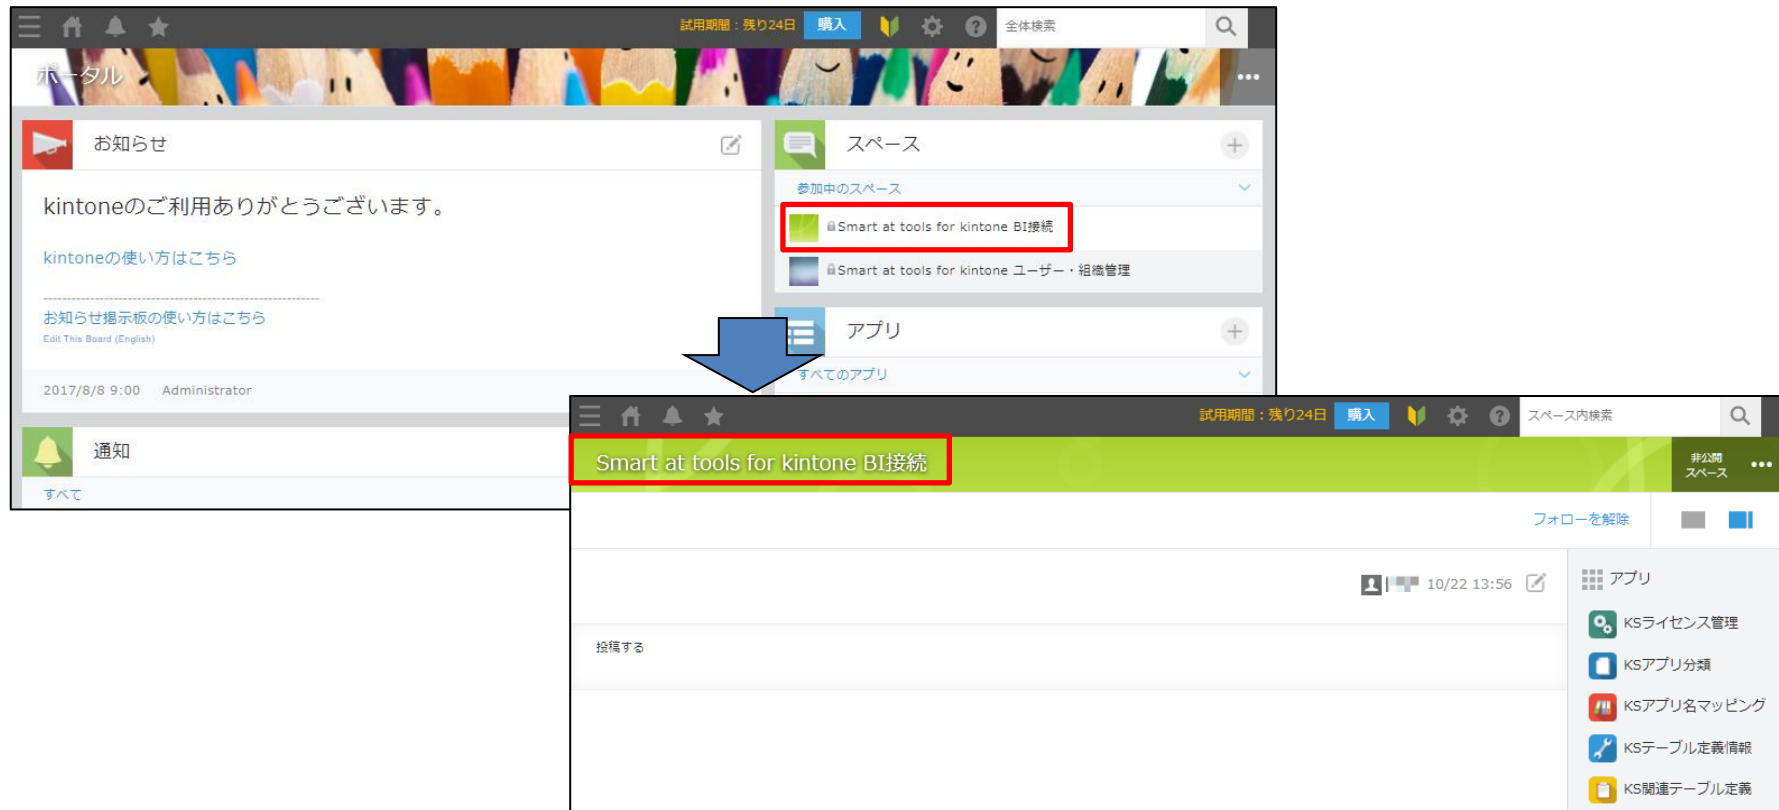 試用期間：残り24日 購入 全体検索
ポータル
お知らせ
kintoneのご利用ありがとうございます。
kintoneの使い方はこちら
------------------------------------------------------------
お知らせ掲示板の使い方はこちら
Edit This Board (English)
2017/8/8 9:00 Administrator
通知
すべて
スペース
参加中のスペース
Smart at tools for kintone BI接続
Smart at tools for kintone ユーザー・組織管理
アプリ
すべてのアプリ
試用期間：残り24日 購入 スペース内検索
Smart at tools for kintone BI接続
非公開
スペース
フォローを解除
10/22 13:56
投稿する
アプリ
KSライセンス管理
KSアプリ分類
KSアプリ名マッピング
KSテーブル定義情報
KS関連テーブル定義